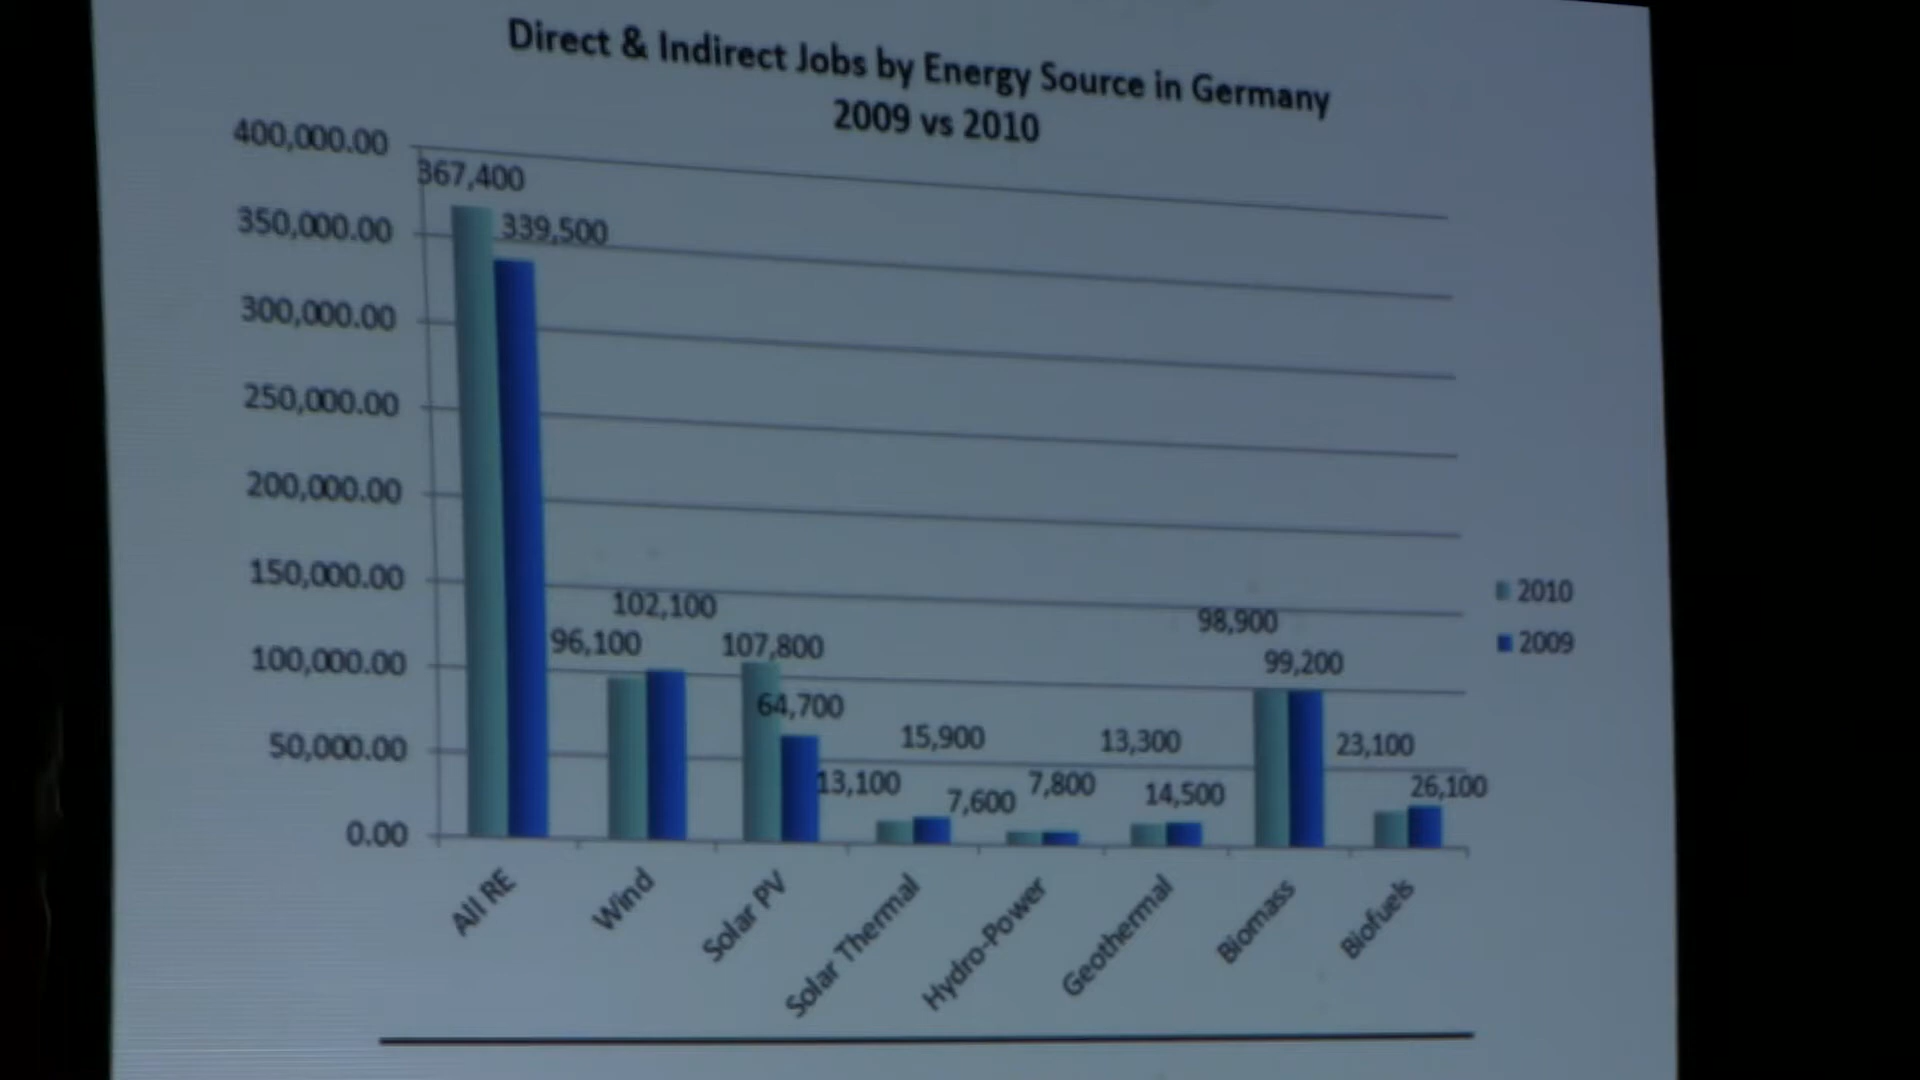 Direct & Indirect Jobs by Energy Source in Germany
2009 vs 2010
400,000.00
350,000.00
300,000.00
250,000.00
200,000.00
150,000.00
100,000.00
50,000.00
0.00
367,400
339,500
96,100
102,100
107,800
64,700
13,100
15,900
7,600
7,800
13,300
14,500
98,900
99,200
23,100
26,100
All RE
Wind
Solar PV
Solar Thermal
Hydro-Power
Geothermal
Biomass
Biofuels
2010
2009